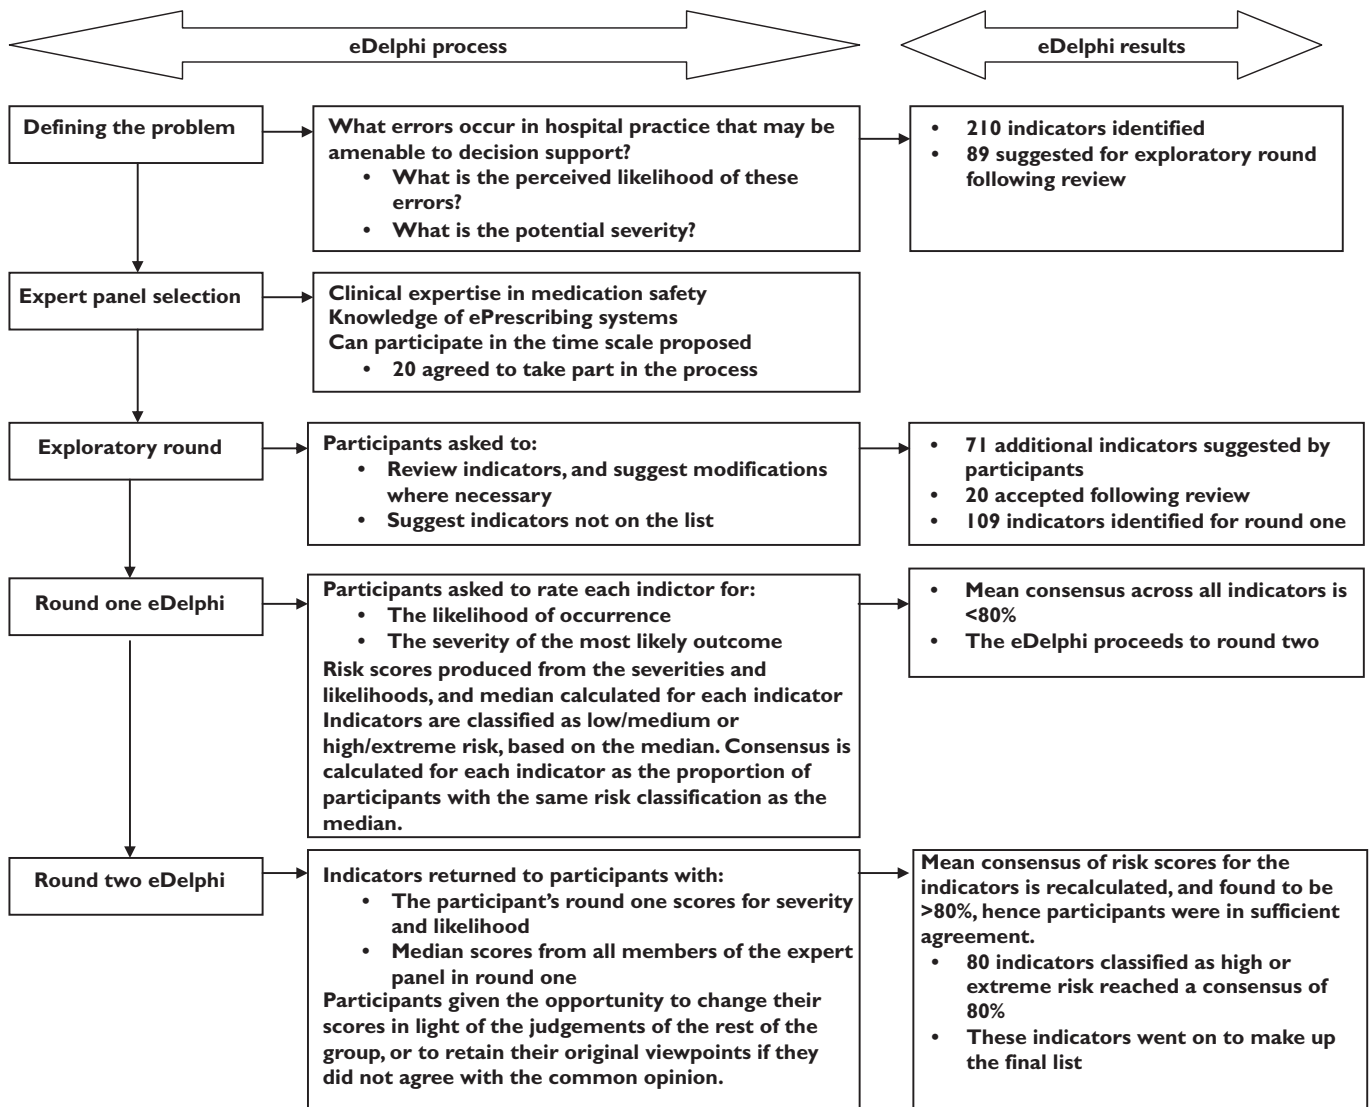 eDelphi process
eDelphi results
Defining the problem
What errors occur in hospital practice that may be
amenable to decision support?
• What is the perceived likelihood of these
errors?
• What is the potential severity?
• 210 indicators identified
• 89 suggested for exploratory round
following review
Expert panel selection
Clinical expertise in medication safety
Knowledge of ePrescribing systems
Can participate in the time scale proposed
• 20 agreed to take part in the process
Exploratory round
Participants asked to:
• Review indicators, and suggest modifications
where necessary
• Suggest indicators not on the list
• 71 additional indicators suggested by
participants
• 20 accepted following review
• 109 indicators identified for round one
Round one eDelphi
Participants asked to rate each indictor for:
• The likelihood of occurrence
• The severity of the most likely outcome
Risk scores produced from the severities and
likelihoods, and median calculated for each indicator
Indicators are classified as low/medium or
high/extreme risk, based on the median. Consensus is
calculated for each indicator as the proportion of
participants with the same risk classification as the
median.
• Mean consensus across all indicators is
<80%
• The eDelphi proceeds to round two
Round two eDelphi
Indicators returned to participants with:
• The participant's round one scores for severity
and likelihood
• Median scores from all members of the expert
panel in round one
Participants given the opportunity to change their
scores in light of the judgements of the rest of the
group, or to retain their original viewpoints if they
did not agree with the common opinion.
Mean consensus of risk scores for the
indicators is recalculated, and found to be
>80%, hence participants were in sufficient
agreement.
• 80 indicators classified as high or
extreme risk reached a consensus of
80%
• These indicators went on to make up
the final list